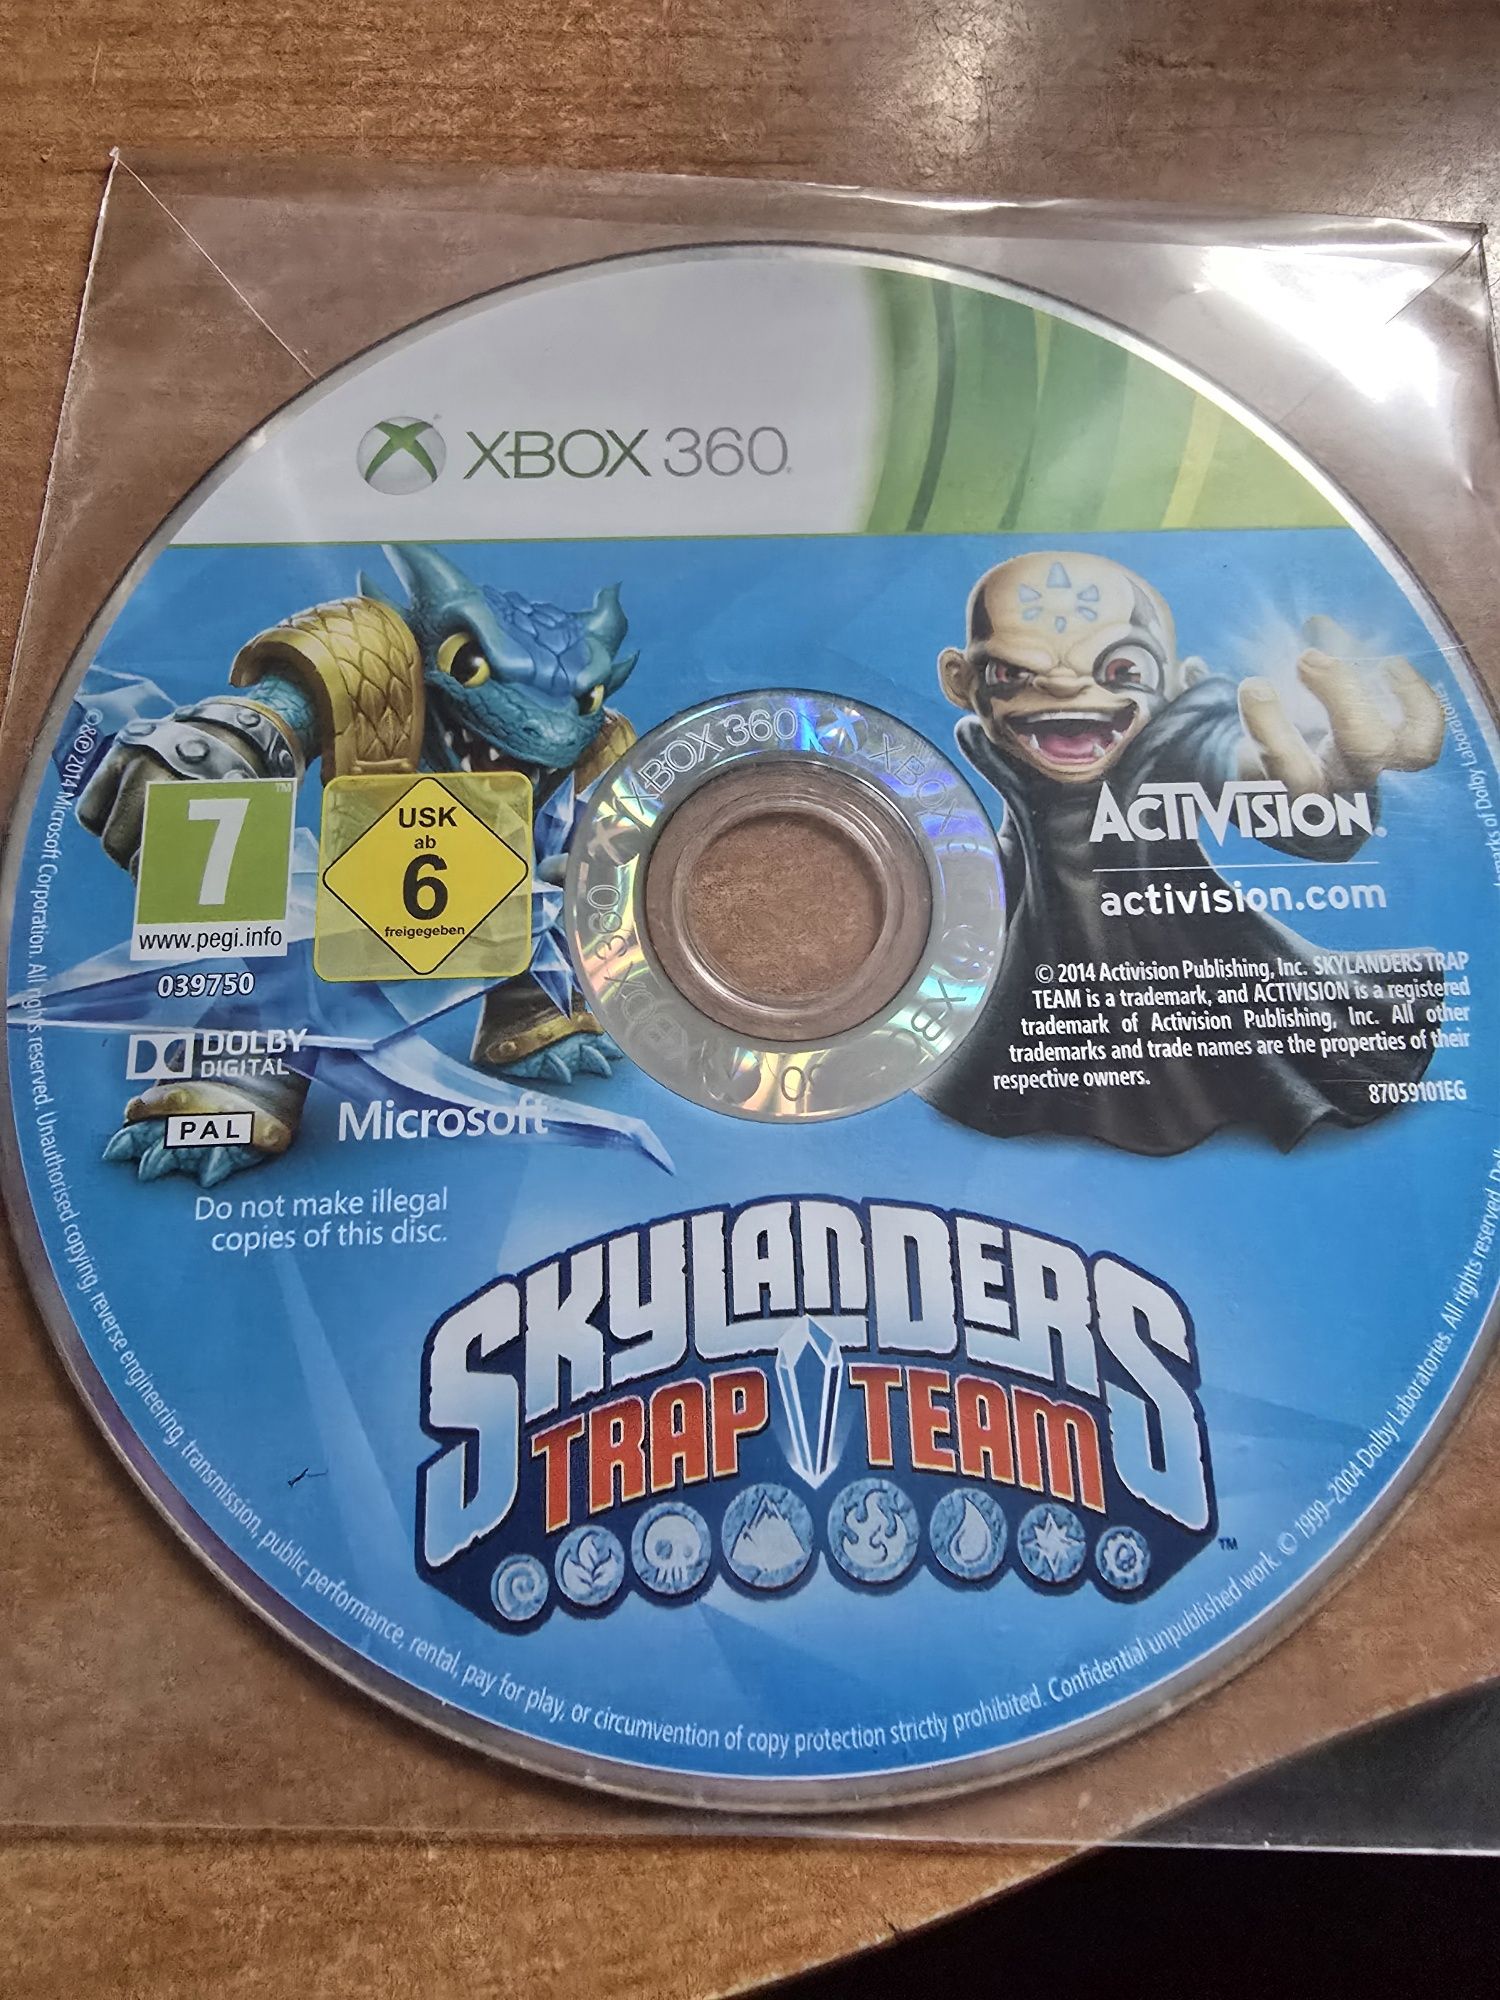 XBOX 360
7
www.pegi.info
039750
USK
ab
6
freigegeben
XBOX 360
ACTIVISION.
activision.com
© 2014 Activision Publishing, Inc. SKYLANDERS TRAP
TEAM is a trademark, and ACTIVISION is a registered
trademark of Activision Publishing, Inc. All other
trademarks and trade names are the properties of their
respective owners.
87059101EG
DOLBY
DIGITAL
PAL
Microsoft
Do not make illegal
copies of this disc.
SKYLANDERS
TRAP TEAM™
©&℗ 2014 Microsoft Corporation. All rights reserved. Unauthorised copying, reverse engineering, transmission, public performance, rental, pay for play, or circumvention of copy protection strictly prohibited. Confidential unpublished work. © 1999–2004 Dolby Laboratories. All rights reserved. of Dolby Laboratories